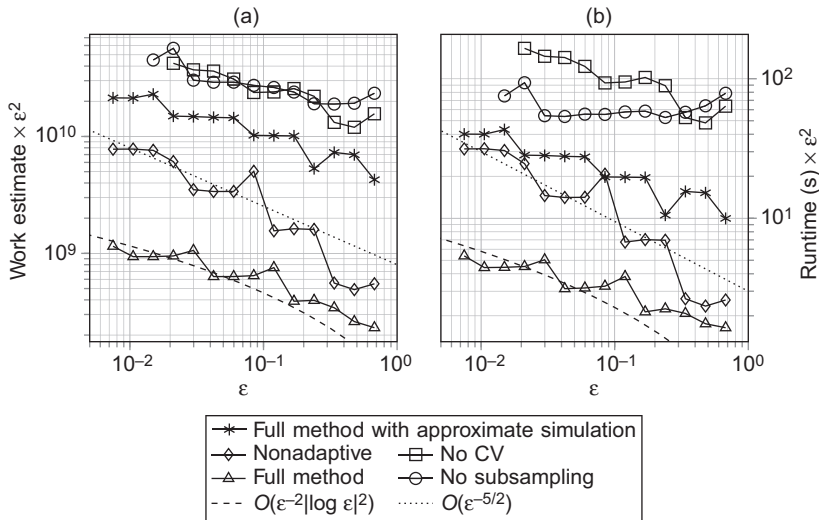 (a)
(b)
Work estimate × ε²
10¹⁰
10⁹
10⁻²
10⁻¹
10⁰
ε
10²
10¹
Runtime (s) × ε²
10⁻²
10⁻¹
10⁰
ε
Full method with approximate simulation
Nonadaptive
No CV
Full method
No subsampling
O(ε⁻²|log ε|²)
O(ε⁻⁵/²)